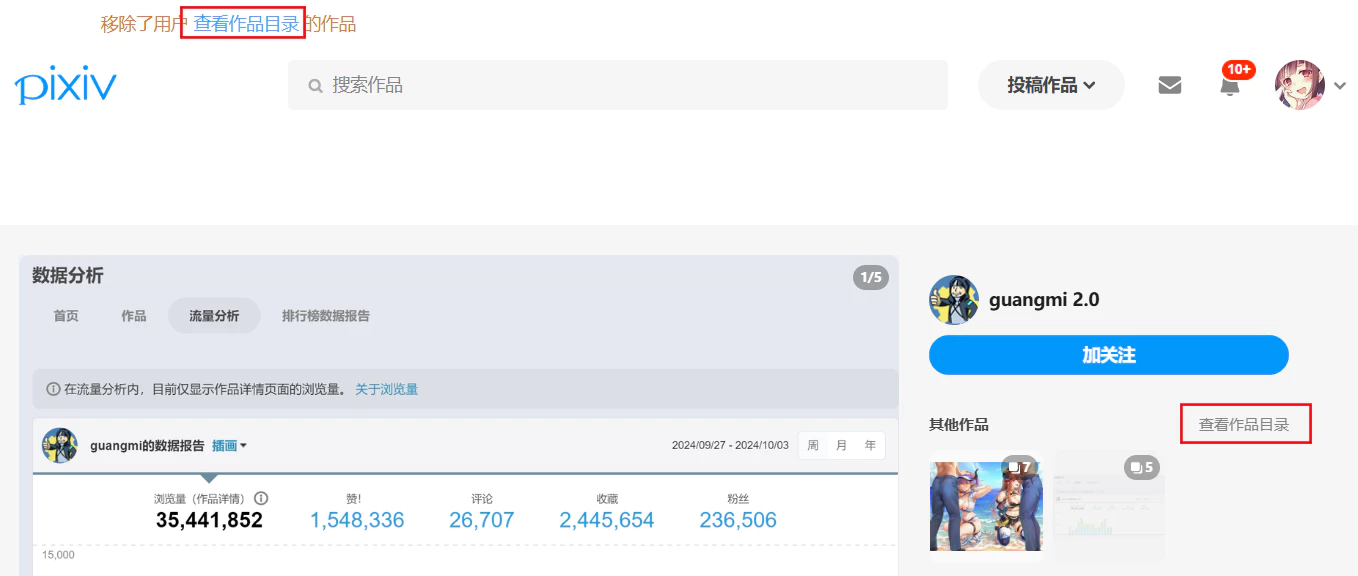 移除了用户 查看作品目录 的作品
pixiv
搜索作品
投稿作品
10+
数据分析
1/5
首页 作品 流量分析 排行榜数据报告
在流量分析内，目前仅显示作品详情页面的浏览量。 关于浏览量
guangmi的数据报告 插画
2024/09/27 - 2024/10/03 周 月 年
浏览量（作品详情） 赞！ 评论 收藏 粉丝
35,441,852 1,548,336 26,707 2,445,654 236,506
15,000
guangmi 2.0
加关注
其他作品 查看作品目录
7 5